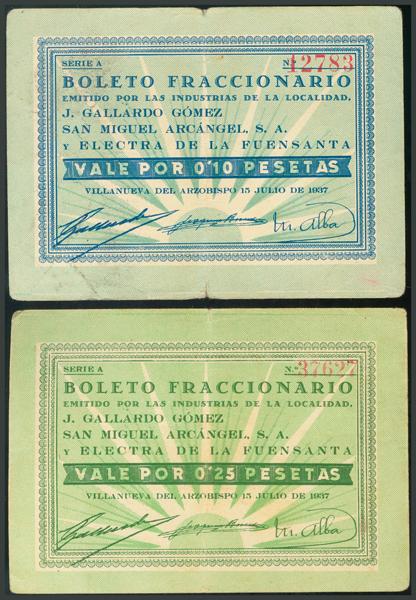 SERIE A Nº 12783
BOLETO FRACCIONARIO
EMITIDO POR LAS INDUSTRIAS DE LA LOCALIDAD,
J. GALLARDO GÓMEZ
SAN MIGUEL ARCÁNGEL, S. A.
Y ELECTRA DE LA FUENSANTA
VALE POR 0'10 PESETAS
VILLANUEVA DEL ARZOBISPO 15 JULIO DE 1937
M. Alba
SERIE A N.º 37627
BOLETO FRACCIONARIO
EMITIDO POR LAS INDUSTRIAS DE LA LOCALIDAD,
J. GALLARDO GÓMEZ
SAN MIGUEL ARCÁNGEL, S. A.
Y ELECTRA DE LA FUENSANTA
VALE POR 0'25 PESETAS
VILLANUEVA DEL ARZOBISPO 15 JULIO DE 1937
M. Alba